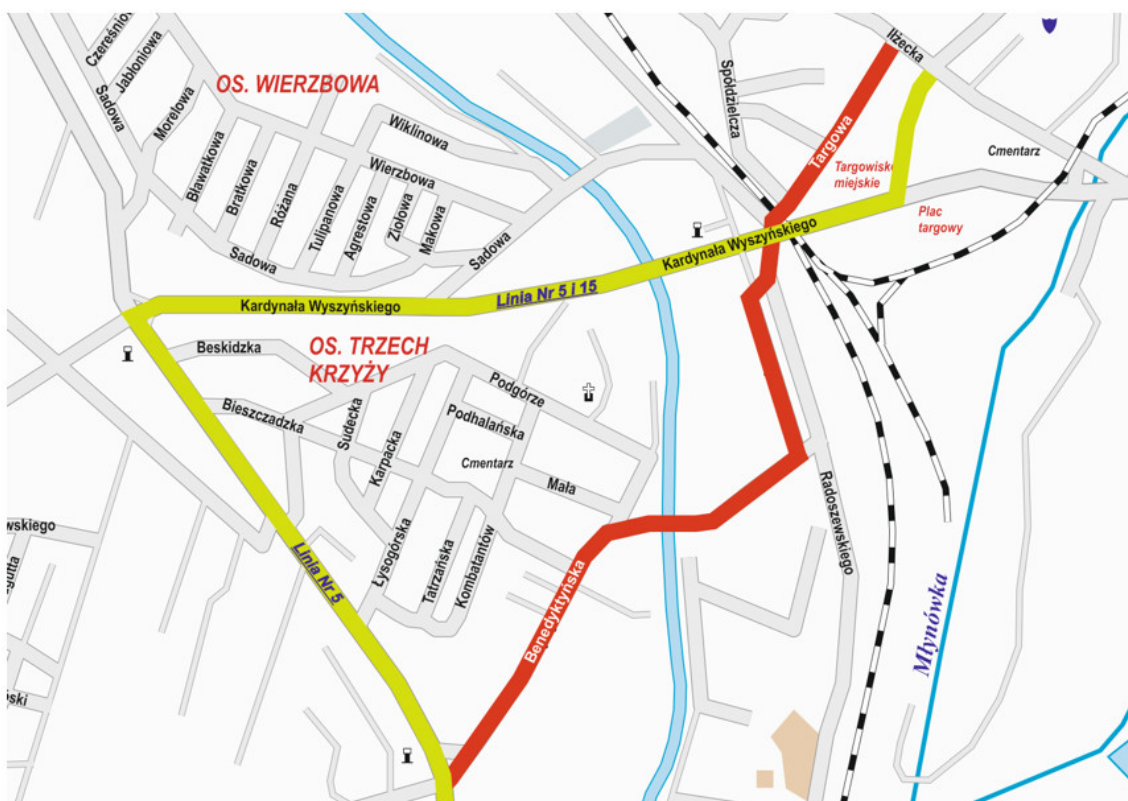 Iłżecka
Czereśniowa
Jabłoniowa
Sadowa
Morelowa
OS. WIERZBOWA
Spółdzielcza
Targowa
Wiklinowa
Cmentarz
Targowisko
miejskie
Wierzbowa
Bławatkowa
Bratkowa
Różana
Tulipanowa
Agrestowa
Ziołowa
Makowa
Sadowa
Sadowa
Plac
targowy
Kardynała Wyszyńskiego
Linia Nr 5 i 15
Kardynała Wyszyńskiego
OS. TRZECH
KRZYŻY
Beskidzka
Bieszczadzka
Sudecka
Karpacka
Podgórze
Podhalańska
Cmentarz
Mała
Radoszewskiego
wskiego
Linia Nr 5
Łysogórska
Tatrzańska
Kombatantów
Benedyktyńska
Młynówka